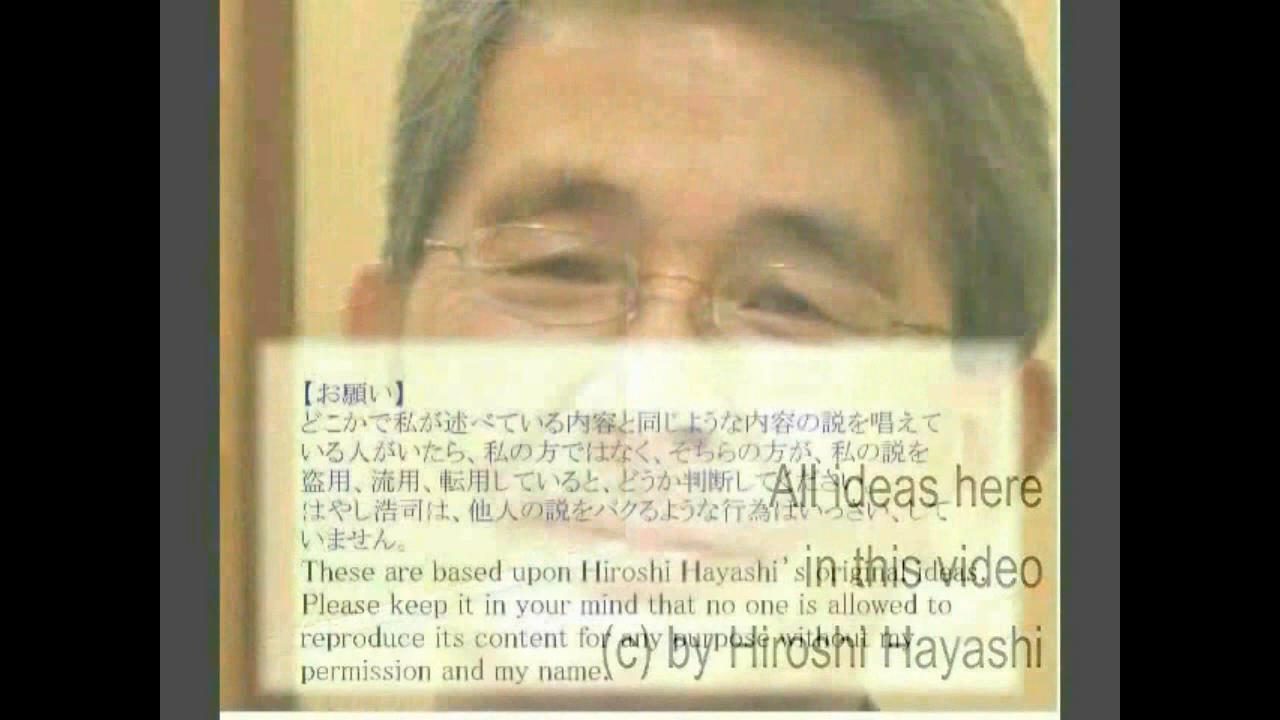 【お願い】
どこかで私が述べている内容と同じような内容の説を唱えて
いる人がいたら、私の方ではなく、そちらの方が、私の説を
盗用、流用、転用していると、どうか判断してください。
はやし浩司は、他人の説をパクるような行為はいっさい、して
いません。
These are based upon Hiroshi Hayashi's original ideas.
Please keep it in your mind that no one is allowed to
reproduce its content for any purpose without my
permission and my name.
All ideas here
in this video
(c) by Hiroshi Hayashi